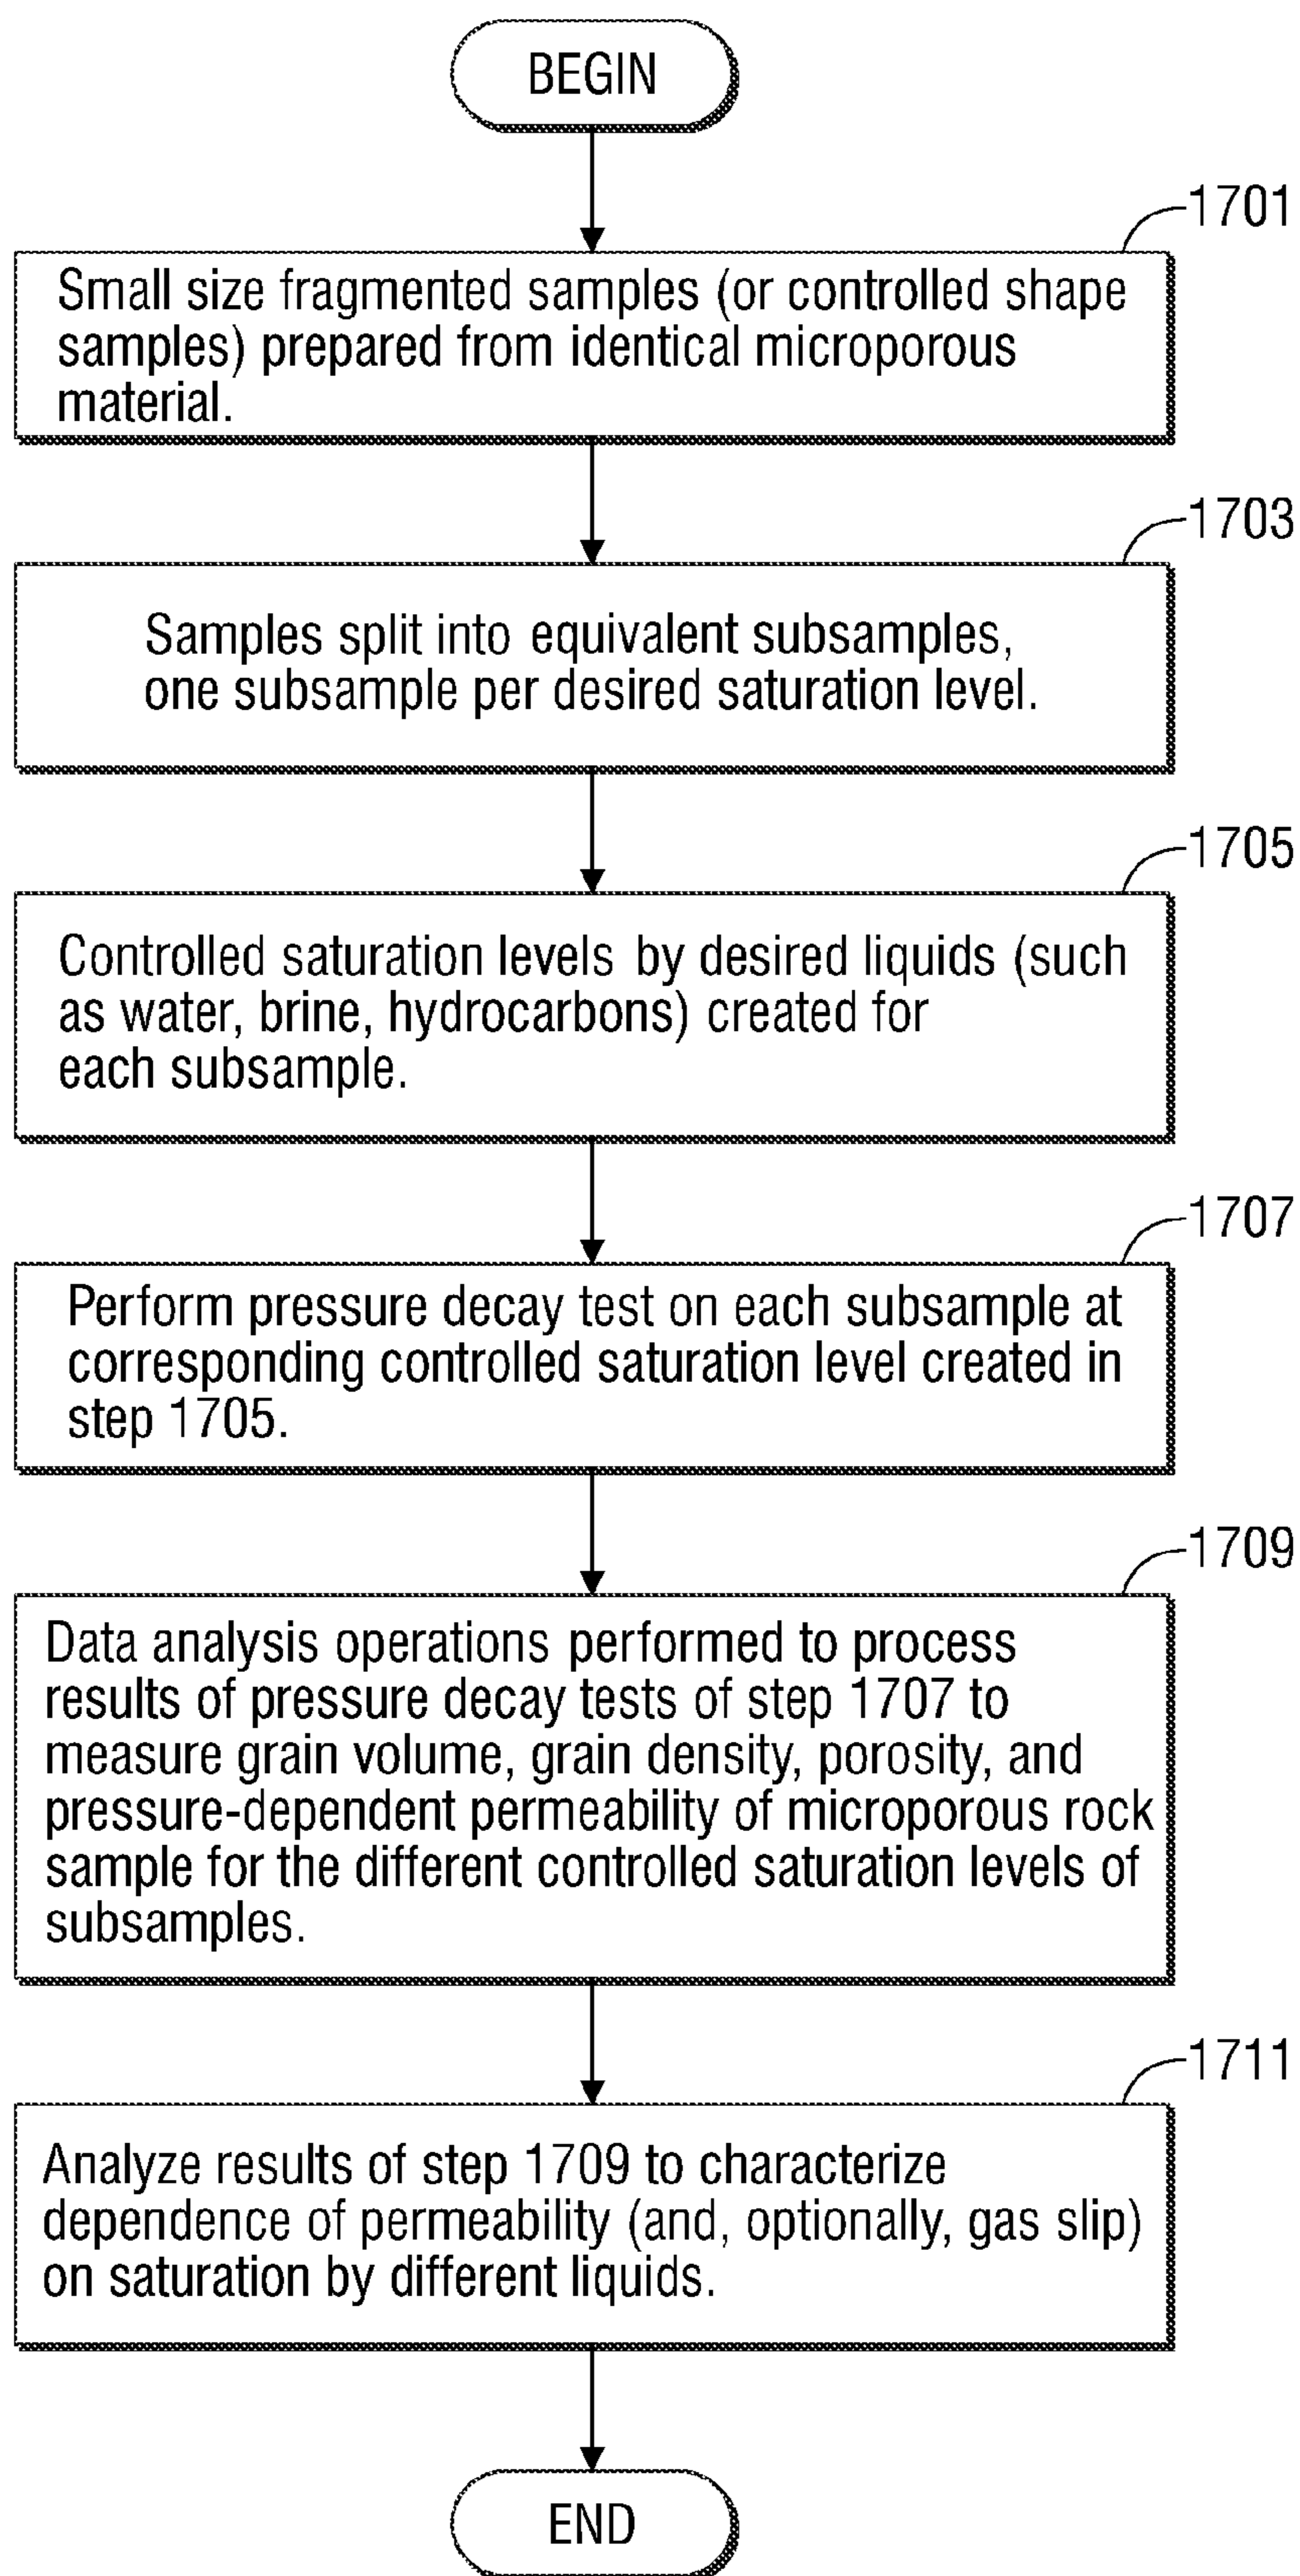 BEGIN
1701
Small size fragmented samples (or controlled shape
samples) prepared from identical microporous
material.
1703
Samples split into equivalent subsamples,
one subsample per desired saturation level.
1705
Controlled saturation levels by desired liquids (such
as water, brine, hydrocarbons) created for
each subsample.
1707
Perform pressure decay test on each subsample at
corresponding controlled saturation level created in
step 1705.
1709
Data analysis operations performed to process
results of pressure decay tests of step 1707 to
measure grain volume, grain density, porosity, and
pressure-dependent permeability of microporous rock
sample for the different controlled saturation levels of
subsamples.
1711
Analyze results of step 1709 to characterize
dependence of permeability (and, optionally, gas slip)
on saturation by different liquids.
END